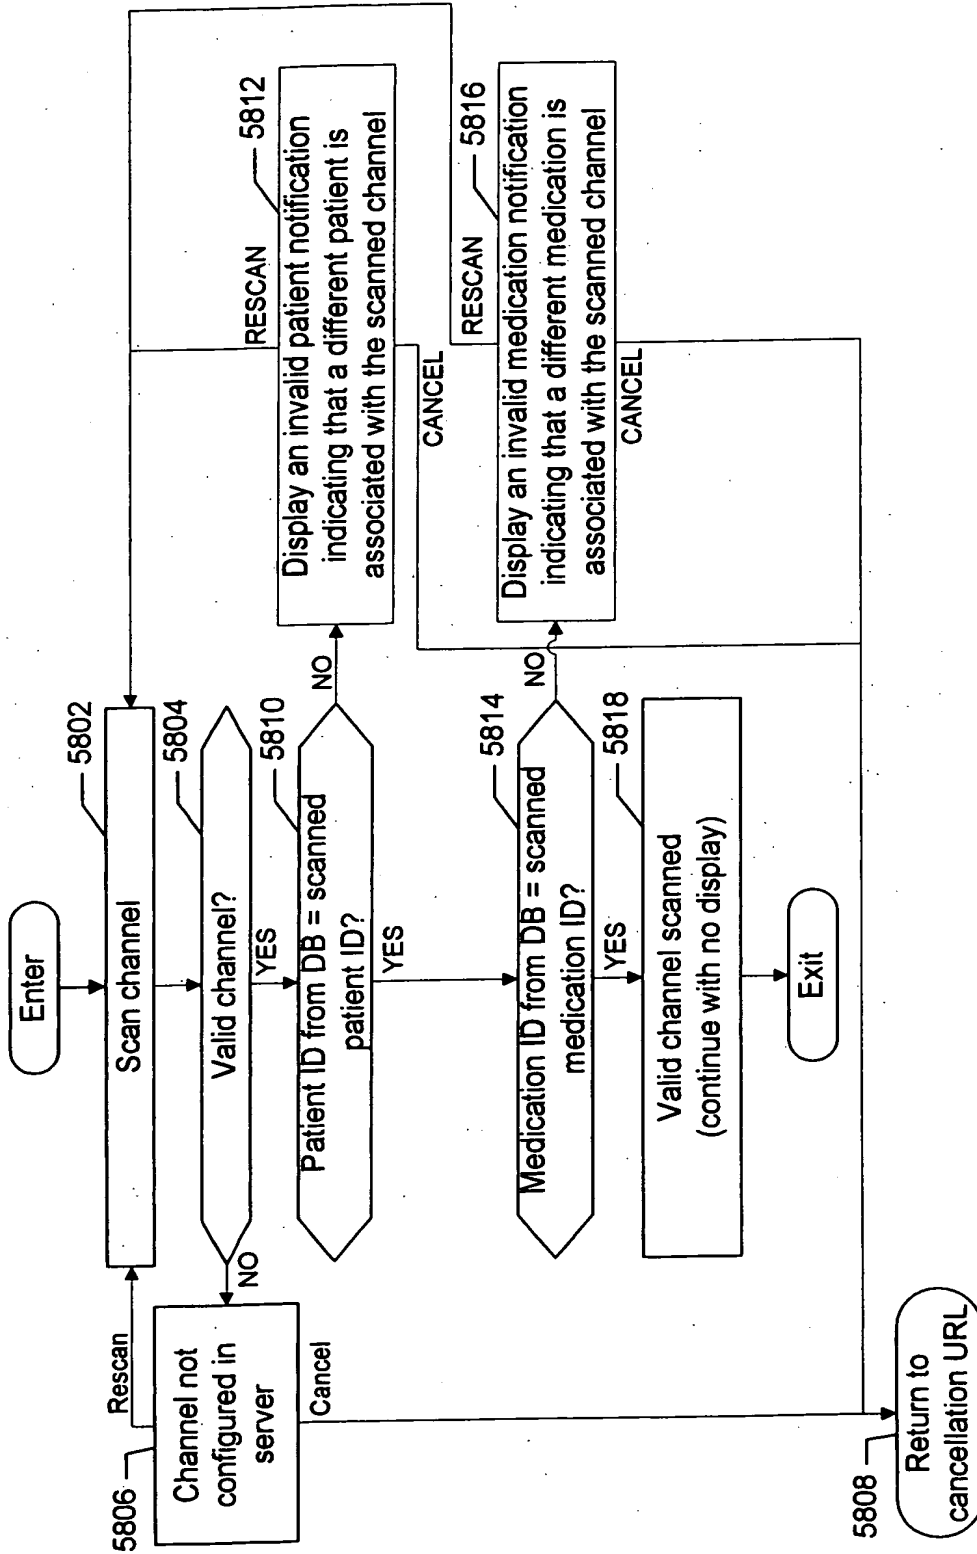 Enter
5802
Scan channel
5804
Valid channel?
Rescan
NO
5806
Channel not
configured in
server
Cancel
YES
5810
Patient ID from DB = scanned
patient ID?
NO
RESCAN
5812
Display an invalid patient notification
indicating that a different patient is
associated with the scanned channel
CANCEL
YES
5814
Medication ID from DB = scanned
medication ID?
NO
RESCAN
5816
Display an invalid medication notification
indicating that a different medication is
associated with the scanned channel
CANCEL
YES
5818
Valid channel scanned
(continue with no display)
Exit
5808
Return to
cancellation URL